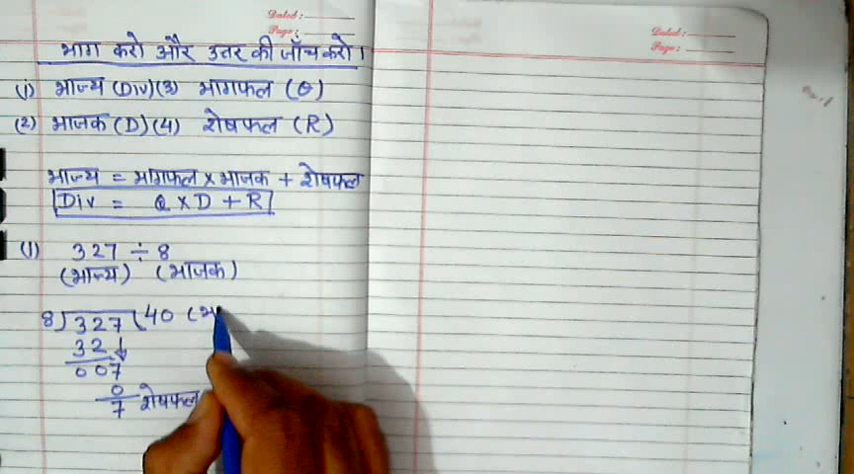 Dated :
Page :
भाग करो और उत्तर की जाँच करो।
(1) भाज्य (Div) (3) भागफल (Q)
(2) भाजक (D) (4) शेषफल (R)
भाज्य = भागफल × भाजक + शेषफल
Div = Q × D + R
(1) 327 ÷ 8
(भाज्य) (भाजक)
8) 327 (40 (भ
32↓
007
0
7 शेषफल
Dated :
Page :